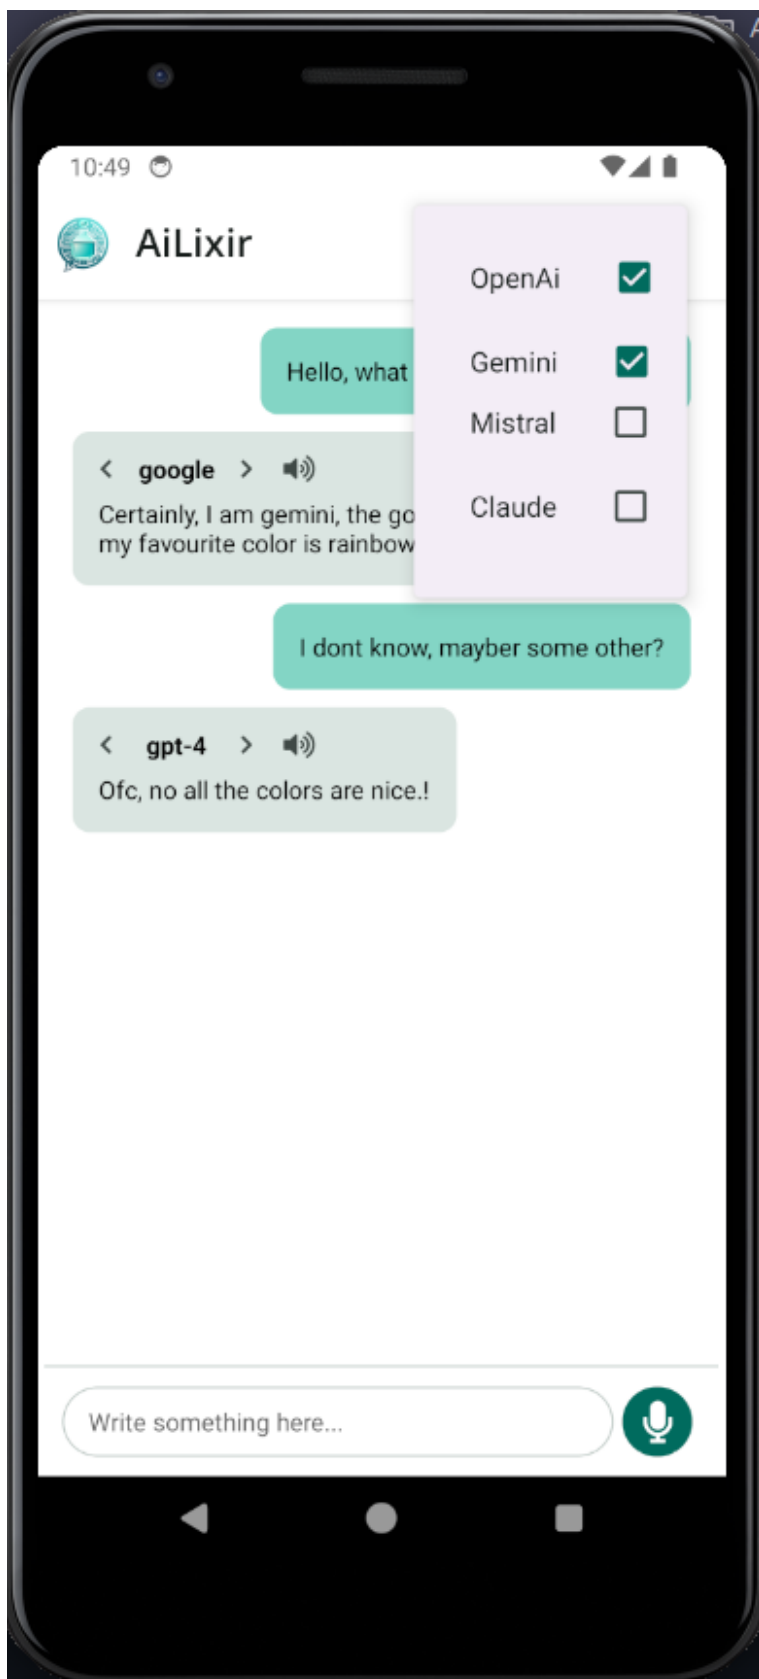 A
10:49
AiLixir
OpenAi
Gemini
Mistral
Claude
Hello, what
< google >
Certainly, I am gemini, the go
my favourite color is rainbow
I dont know, mayber some other?
< gpt-4 >
Ofc, no all the colors are nice.!
Write something here...